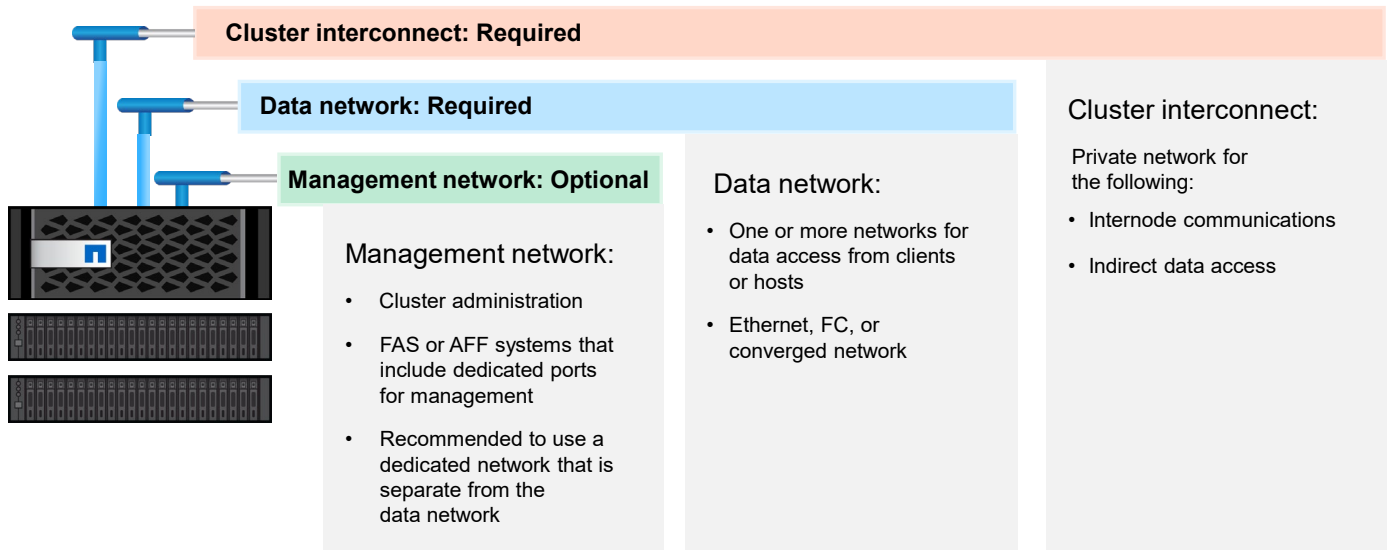 Cluster interconnect: Required
Data network: Required
Management network: Optional
Management network:
• Cluster administration
• FAS or AFF systems that
include dedicated ports
for management
• Recommended to use a
dedicated network that is
separate from the
data network
Data network:
• One or more networks for
data access from clients
or hosts
• Ethernet, FC, or
converged network
Cluster interconnect:
Private network for
the following:
• Internode communications
• Indirect data access